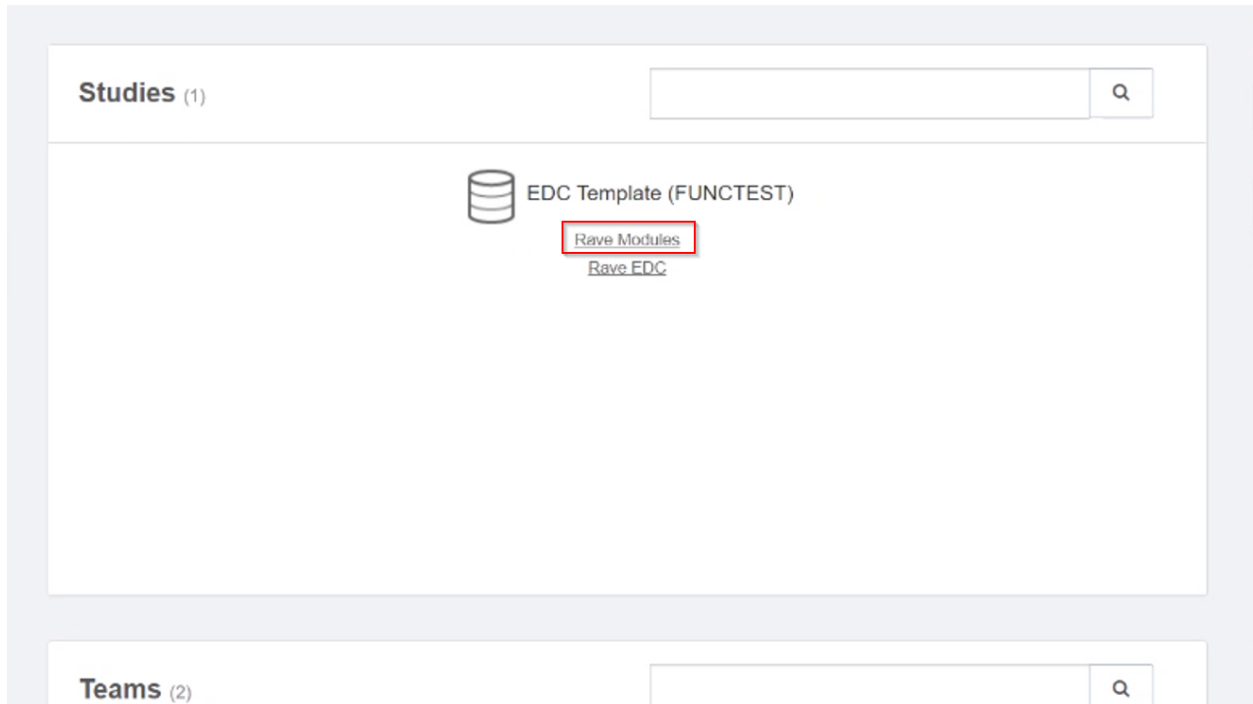 Studies (1)
EDC Template (FUNCTEST)
Rave Modules
Rave EDC
Teams (2)